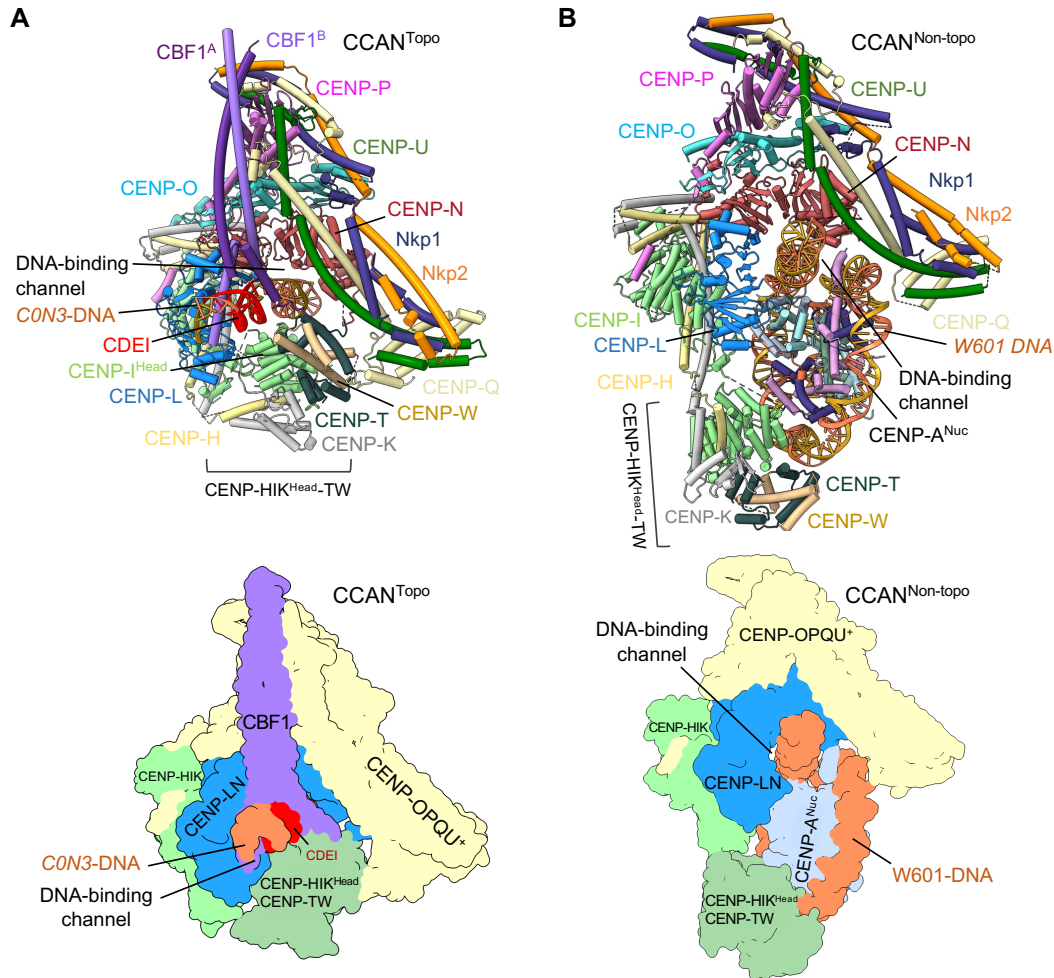 A
CBF1ᴬ
CBF1ᴮ
CCANᵀᵒᵖᵒ
CENP-P
CENP-U
CENP-O
CENP-N
Nkp1
DNA-binding
channel
Nkp2
C0N3-DNA
CDEI
CENP-Iᴴᵉᵃᵈ
CENP-L
CENP-Q
CENP-W
CENP-T
CENP-H
CENP-K
CENP-HIKᴴᵉᵃᵈ-TW
B
CCANᴺᵒⁿ⁻ᵗᵒᵖᵒ
CENP-P
CENP-U
CENP-O
CENP-N
Nkp1
Nkp2
CENP-I
CENP-Q
CENP-L
W601 DNA
CENP-H
DNA-binding
channel
CENP-Aᴺᵘᶜ
CENP-HIKᴴᵉᵃᵈ-TW
CENP-T
CENP-K
CENP-W
CCANᵀᵒᵖᵒ
CBF1
CENP-HIK
CENP-LN
CENP-OPQU⁺
C0N3-DNA
CDEI
DNA-binding
channel
CENP-HIKᴴᵉᵃᵈ
CENP-TW
CCANᴺᵒⁿ⁻ᵗᵒᵖᵒ
DNA-binding
channel
CENP-OPQU⁺
CENP-HIK
CENP-LN
CENP-Aᴺᵘᶜ
W601-DNA
CENP-HIKᴴᵉᵃᵈ
CENP-TW